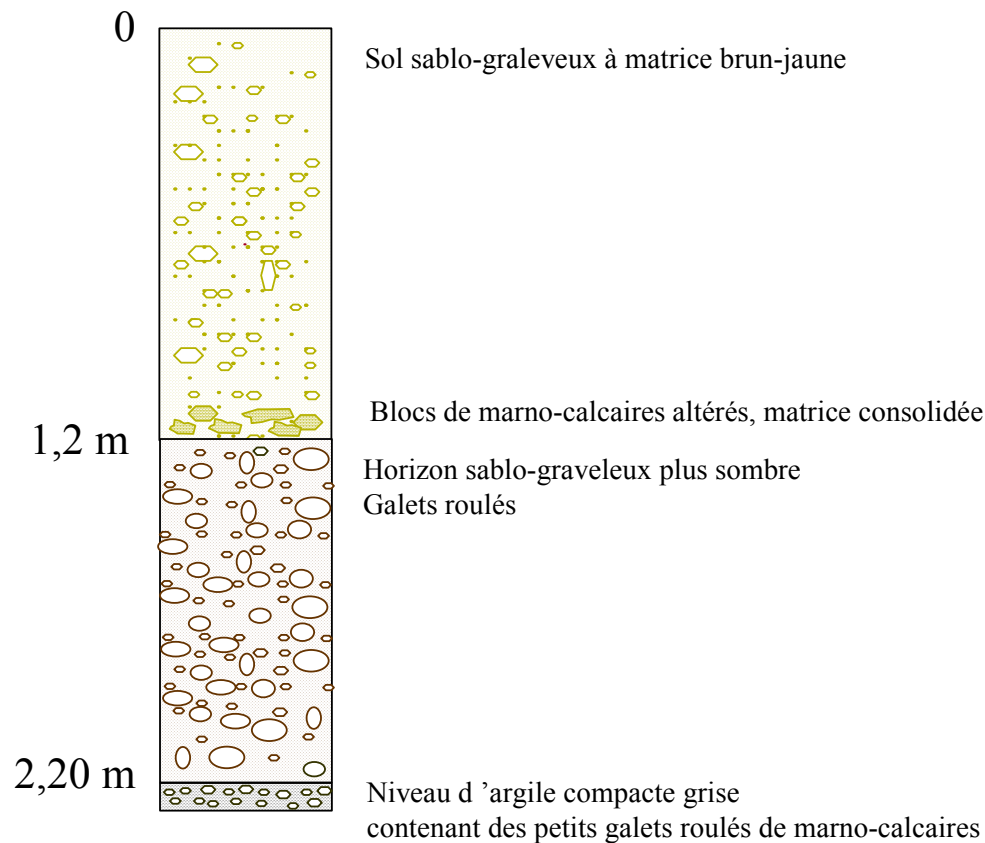 0
Sol sablo-graleveux à matrice brun-jaune
Blocs de marno-calcaires altérés, matrice consolidée
1,2 m
Horizon sablo-graveleux plus sombre
Galets roulés
2,20 m
Niveau d ’argile compacte grise
contenant des petits galets roulés de marno-calcaires